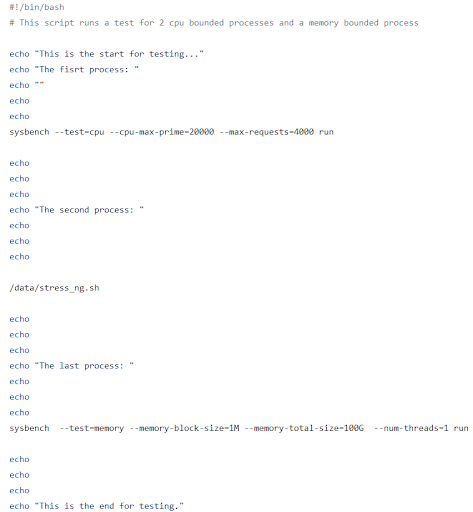 #!/bin/bash
# This script runs a test for 2 cpu bounded processes and a memory bounded process
echo "This is the start for testing..."
echo "The fisrt process: "
echo ""
echo
echo
sysbench --test=cpu --cpu-max-prime=20000 --max-requests=4000 run
echo
echo
echo
echo "The second process: "
echo
echo
echo
/data/stress_ng.sh
echo
echo
echo
echo "The last process: "
echo
echo
echo
sysbench  --test=memory --memory-block-size=1M --memory-total-size=100G  --num-threads=1 run
echo
echo
echo
echo "This is the end for testing."